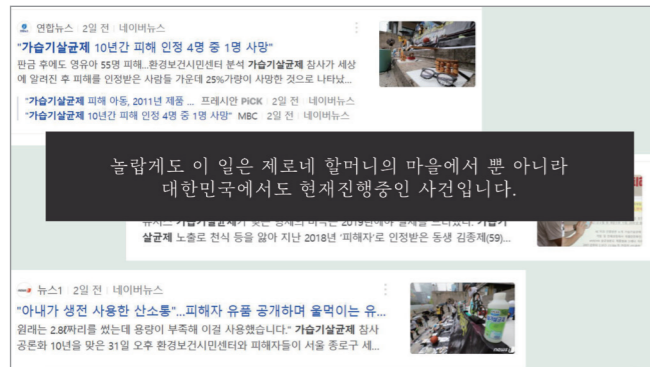 연합뉴스 2일 전 네이버뉴스
"가습기살균제 10년간 피해 인정 4명 중 1명 사망"
판금 후에도 영유아 55명 피해...환경보건시민센터 분석 가습기살균제 참사가 세상
에 알려진 후 피해를 인정받은 사람들 가운데 25%가량이 사망한 것으로 나타났...
"가습기살균제 피해 아동, 2011년 제품 ... 프레시안 PiCK 2일 전 네이버뉴스
"가습기살균제 10년간 피해 인정 4명 중 1명 사망" MBC 2일 전 네이버뉴스
놀랍게도 이 일은 제로네 할머니의 마을에서 뿐 아니라
대한민국에서도 현재진행중인 사건입니다.
살균제 노출로 천식 등을 앓아 지난 2018년 '피해자'로 인정받은 동생 김종제(59)...
뉴스1 2일 전 네이버뉴스
"아내가 생전 사용한 산소통"...피해자 유품 공개하며 울먹이는 유...
원래는 2.8ℓ짜리를 썼는데 용량이 부족해 이걸 사용했습니다." 가습기살균제 참사
공론화 10년을 맞은 31일 오후 환경보건시민센터와 피해자들이 서울 종로구 세...